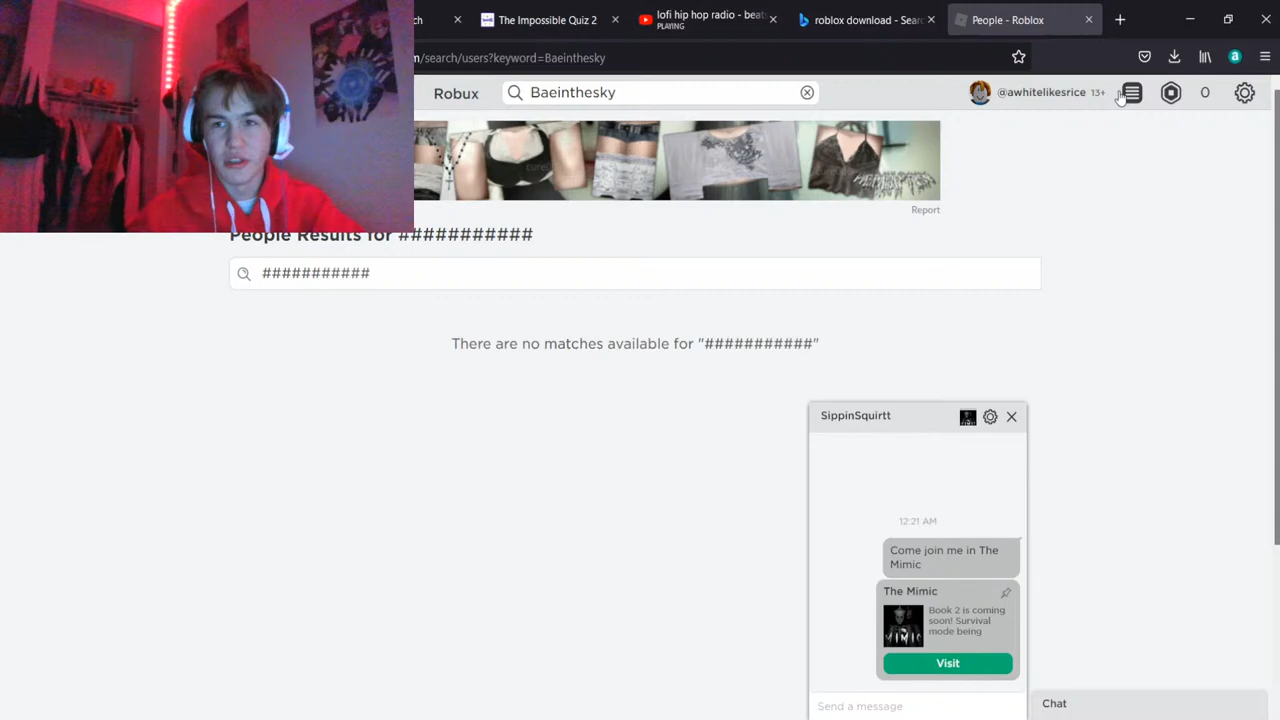 ch
The Impossible Quiz 2
lofi hip hop radio - beats
PLAYING
roblox download - Sear
People - Roblox
m/search/users?keyword=Baeinthesky
a
Robux
Baeinthesky
@awhitelikesrice 13+
0
Report
People Results for ###########
###########
There are no matches available for "###########"
SippinSquirtt
12:21 AM
Come join me in The
Mimic
The Mimic
Book 2 is coming
soon! Survival
mode being
MIMIC
Visit
Send a message
Chat